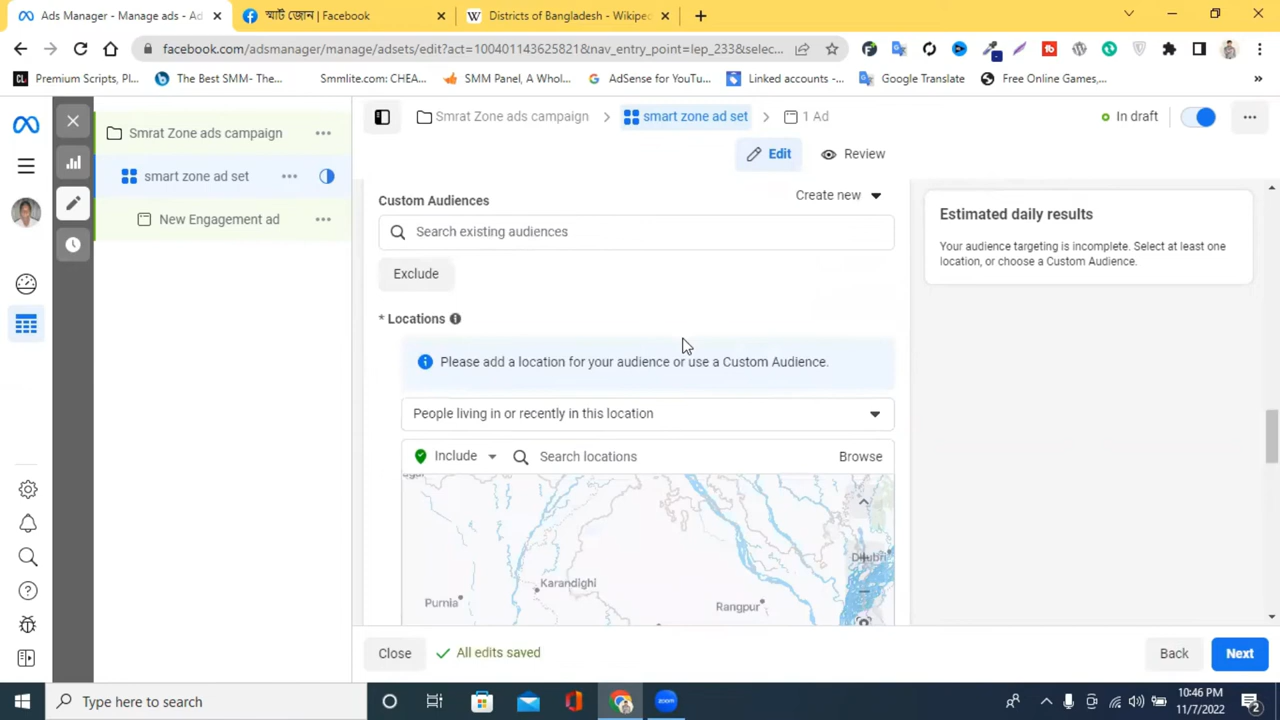 Ads Manager - Manage ads - Ad
স্মার্ট জোন | Facebook
Districts of Bangladesh - Wikiped
facebook.com/adsmanager/manage/adsets/edit?act=1004011436258218&nav_entry_point=lep_233&selec...
Premium Scripts, Pl...
The Best SMM- The...
Smmlite.com: CHEA...
SMM Panel, A Whol...
AdSense for YouTu...
Linked accounts -...
Google Translate
Free Online Games,...
»
Smrat Zone ads campaign
smart zone ad set
New Engagement ad
Smrat Zone ads campaign
smart zone ad set
1 Ad
In draft
Edit
Review
Custom Audiences
Create new
Search existing audiences
Exclude
* Locations
Please add a location for your audience or use a Custom Audience.
People living in or recently in this location
Include
Search locations
Browse
Karandighi
Purnia
Rangpur
Dhubri
Estimated daily results
Your audience targeting is incomplete. Select at least one
location, or choose a Custom Audience.
Close
All edits saved
Back
Next
Type here to search
zoom
10:46 PM
11/7/2022
2